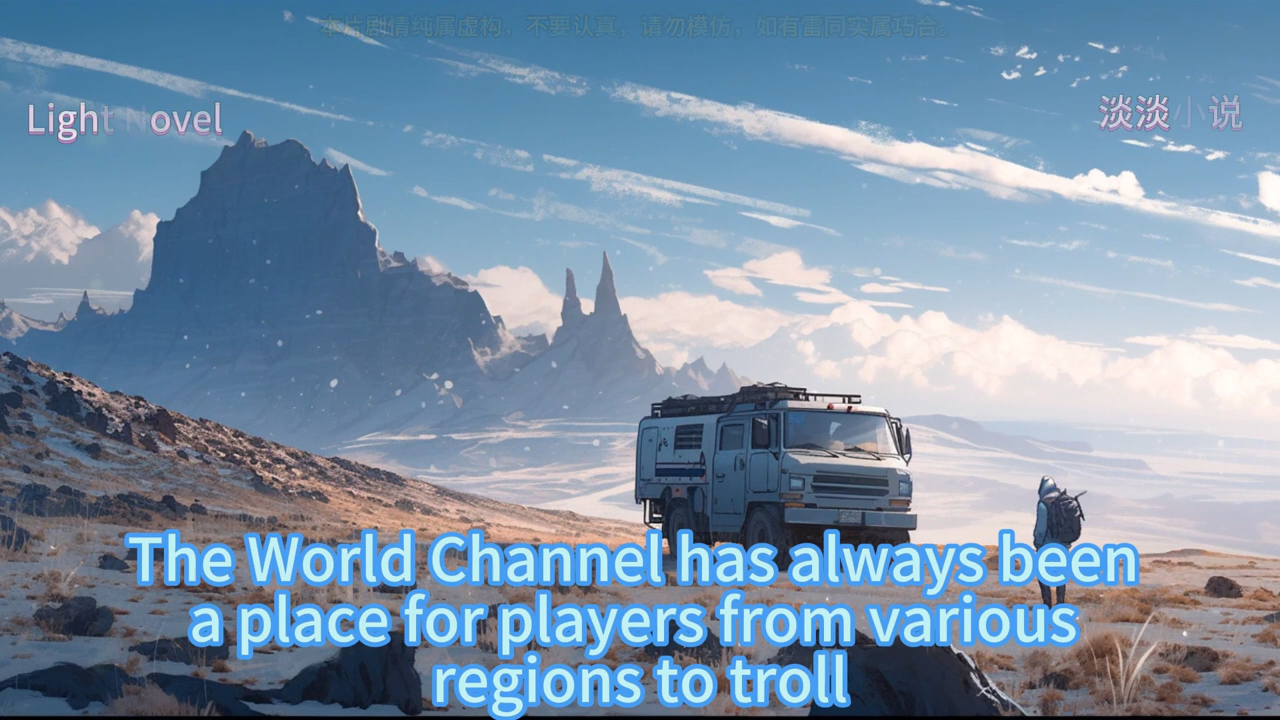 本片剧情纯属虚构，不要认真，请勿模仿，如有雷同实属巧合。
Light Novel
淡淡小说
The World Channel has always been
a place for players from various
regions to troll